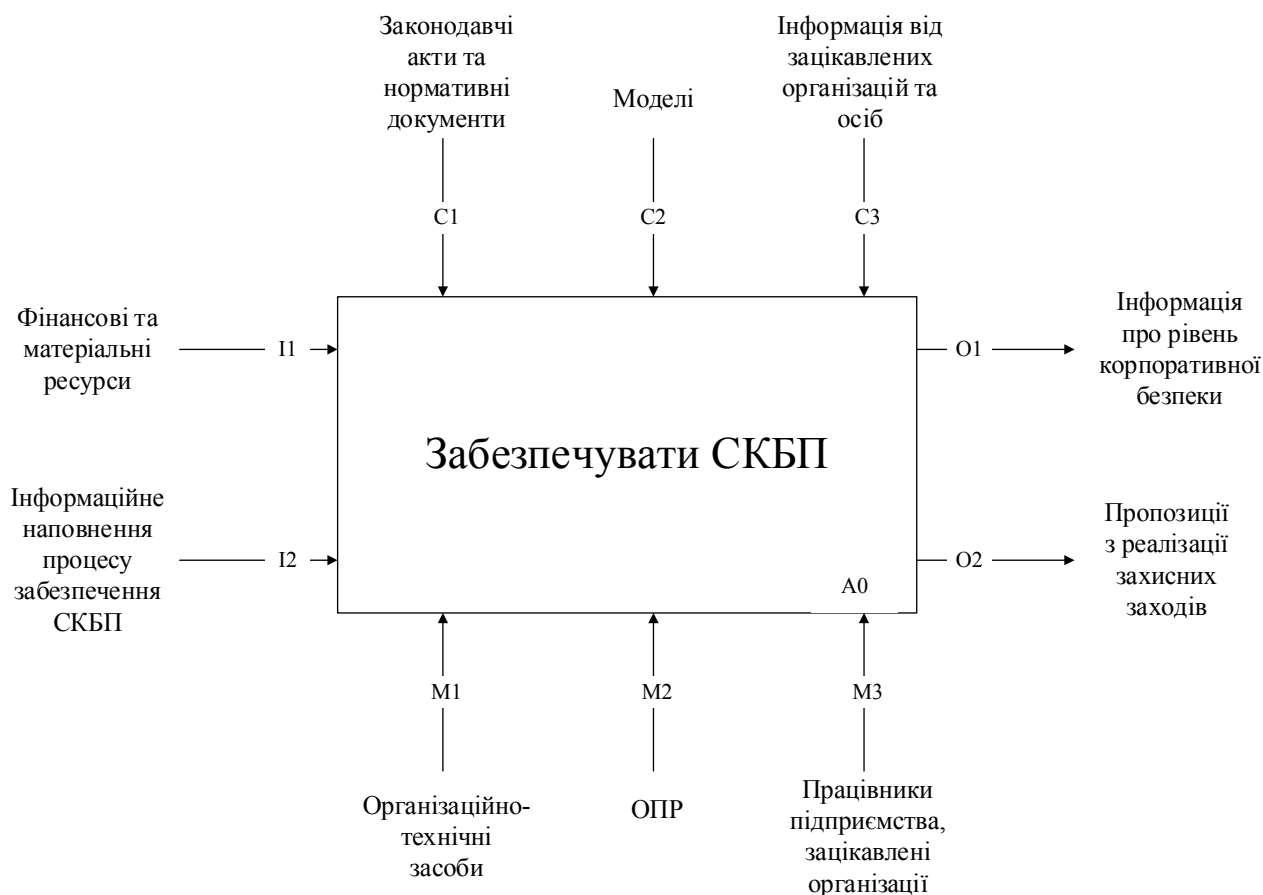 Законодавчі
акти та
нормативні
документи
Моделі
Інформація від
зацікавлених
організацій та
осіб
C1
C2
C3
Фінансові та
матеріальні
ресурси
I1
Інформаційне
наповнення
процесу
забезпечення
СКБП
I2
Забезпечувати СКБП
A0
O1
Інформація
про рівень
корпоративної
безпеки
O2
Пропозиції
з реалізації
захисних
заходів
M1
M2
M3
Організаційно-
технічні
засоби
ОПР
Працівники
підприємства,
зацікавлені
організації